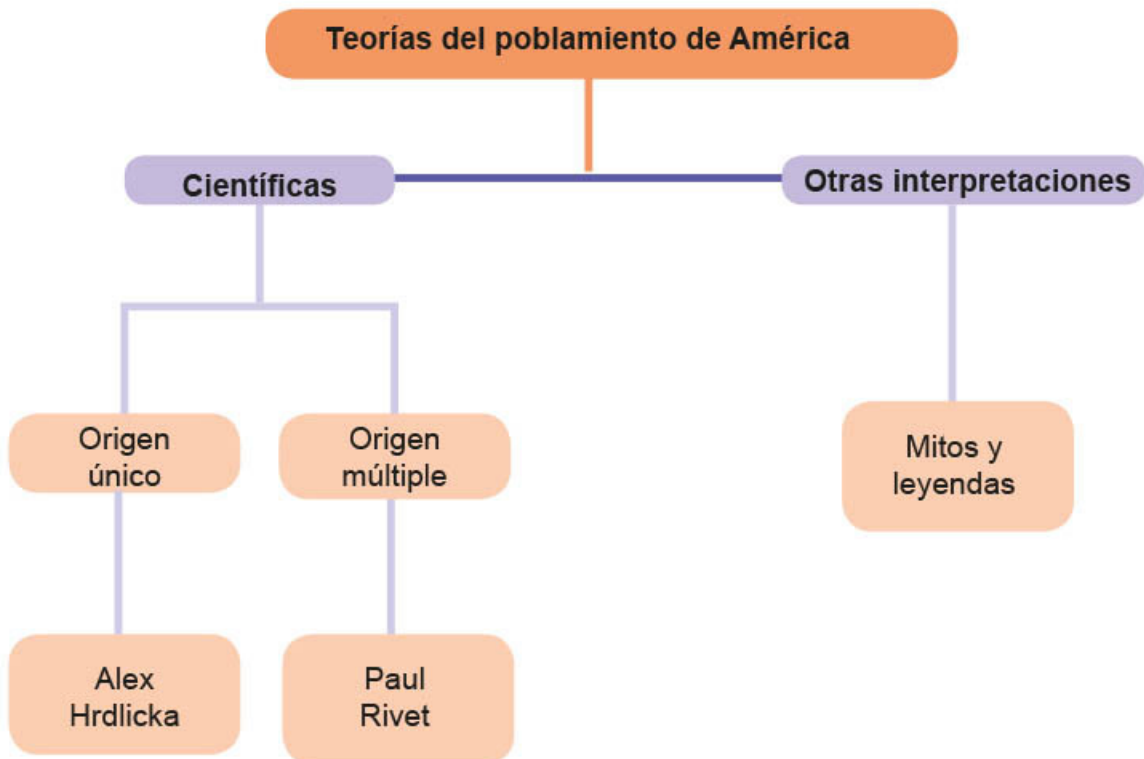 Teorías del poblamiento de América
Científicas
Otras interpretaciones
Origen
único
Origen
múltiple
Mitos y
leyendas
Alex
Hrdlicka
Paul
Rivet